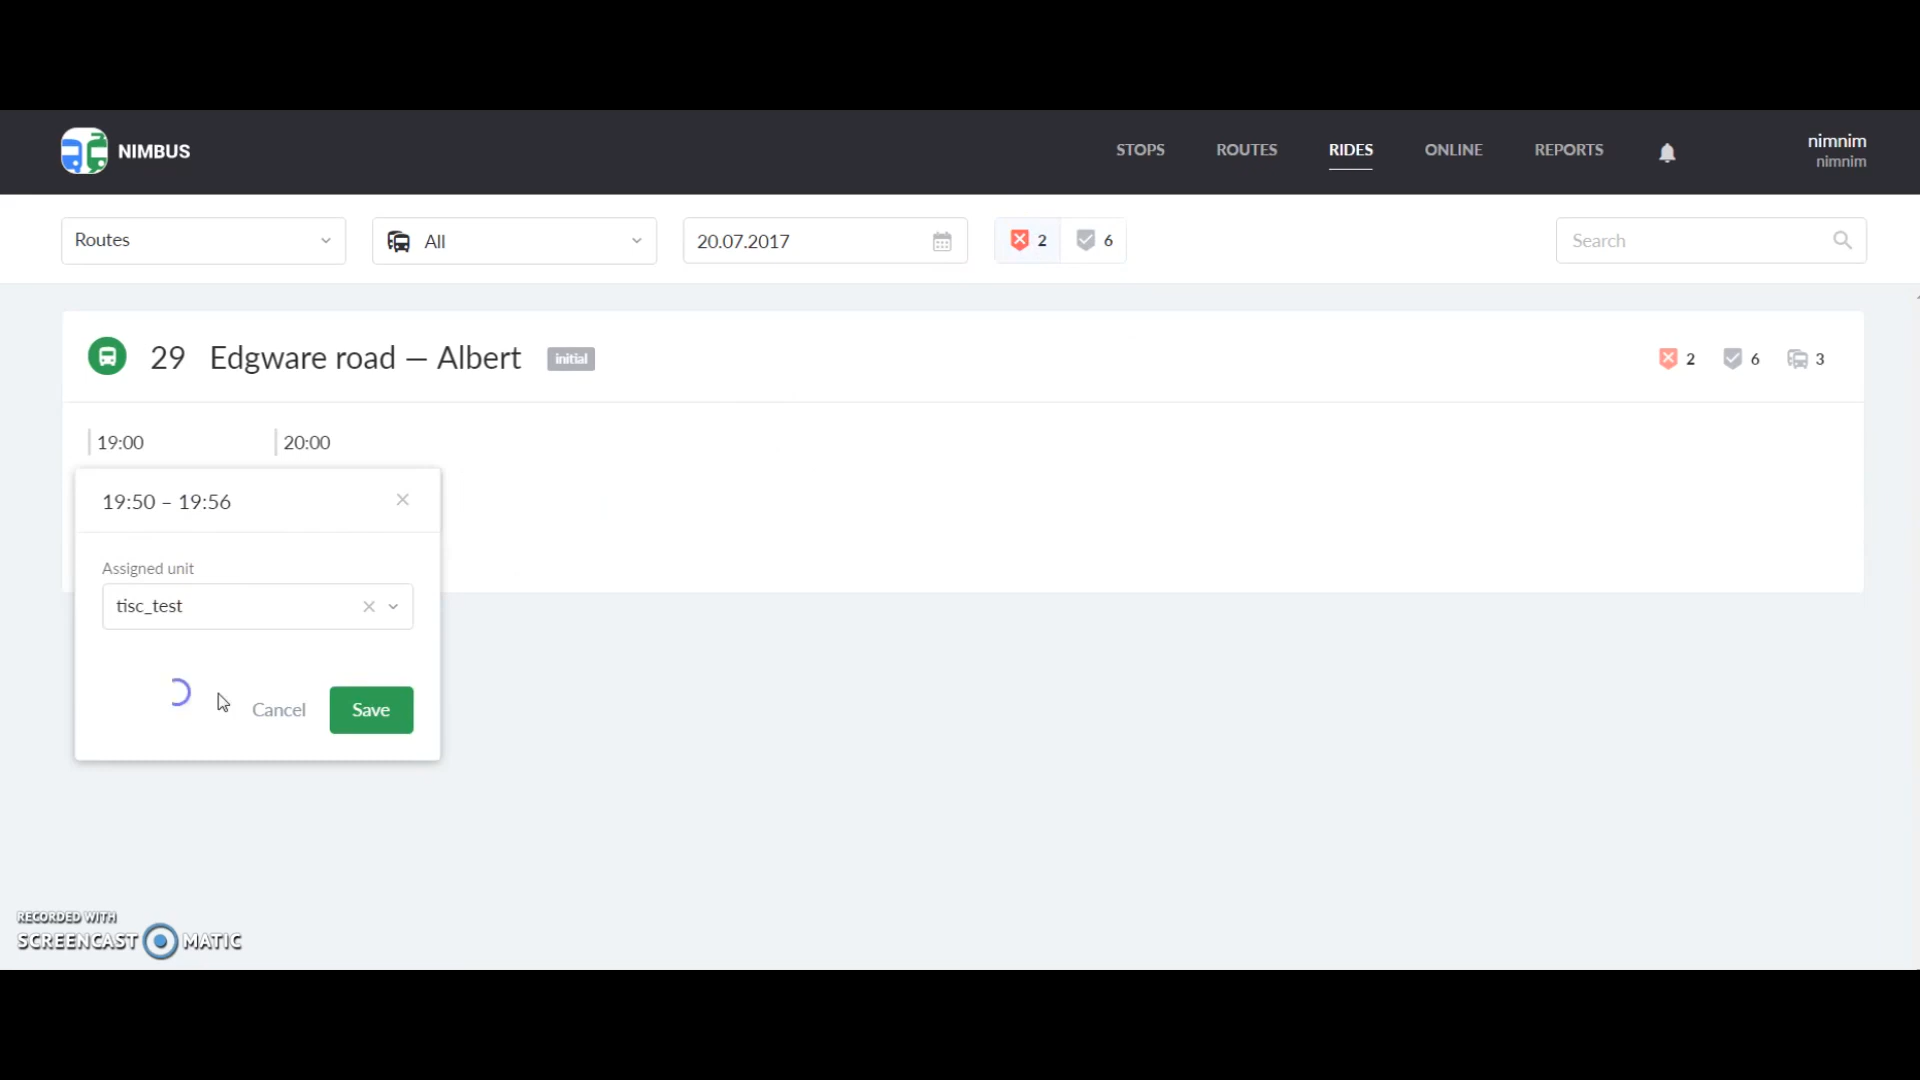 NIMBUS
STOPS ROUTES RIDES ONLINE REPORTS
nimnim
nimnim
Routes
All
20.07.2017
2 6
Search
29 Edgware road — Albert initial
2 6 3
19:00 20:00
19:50 – 19:56
Assigned unit
tisc_test
Cancel Save
RECORDED WITH
SCREENCAST MATIC